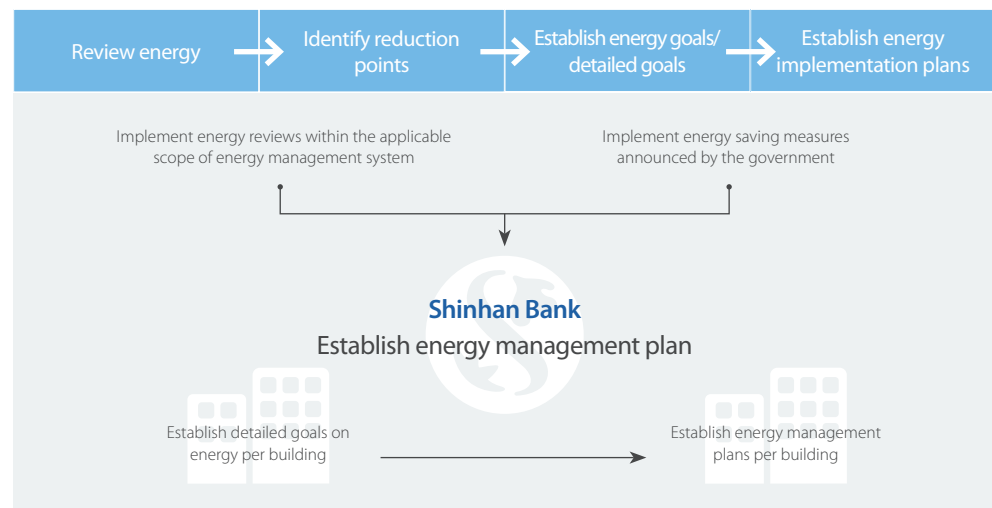 Review energy
Identify reduction
points
Establish energy goals/
detailed goals
Establish energy
implementation plans
Implement energy reviews within the applicable
scope of energy management system
Implement energy saving measures
announced by the government
Shinhan Bank
Establish energy management plan
Establish detailed goals on
energy per building
Establish energy management
plans per building